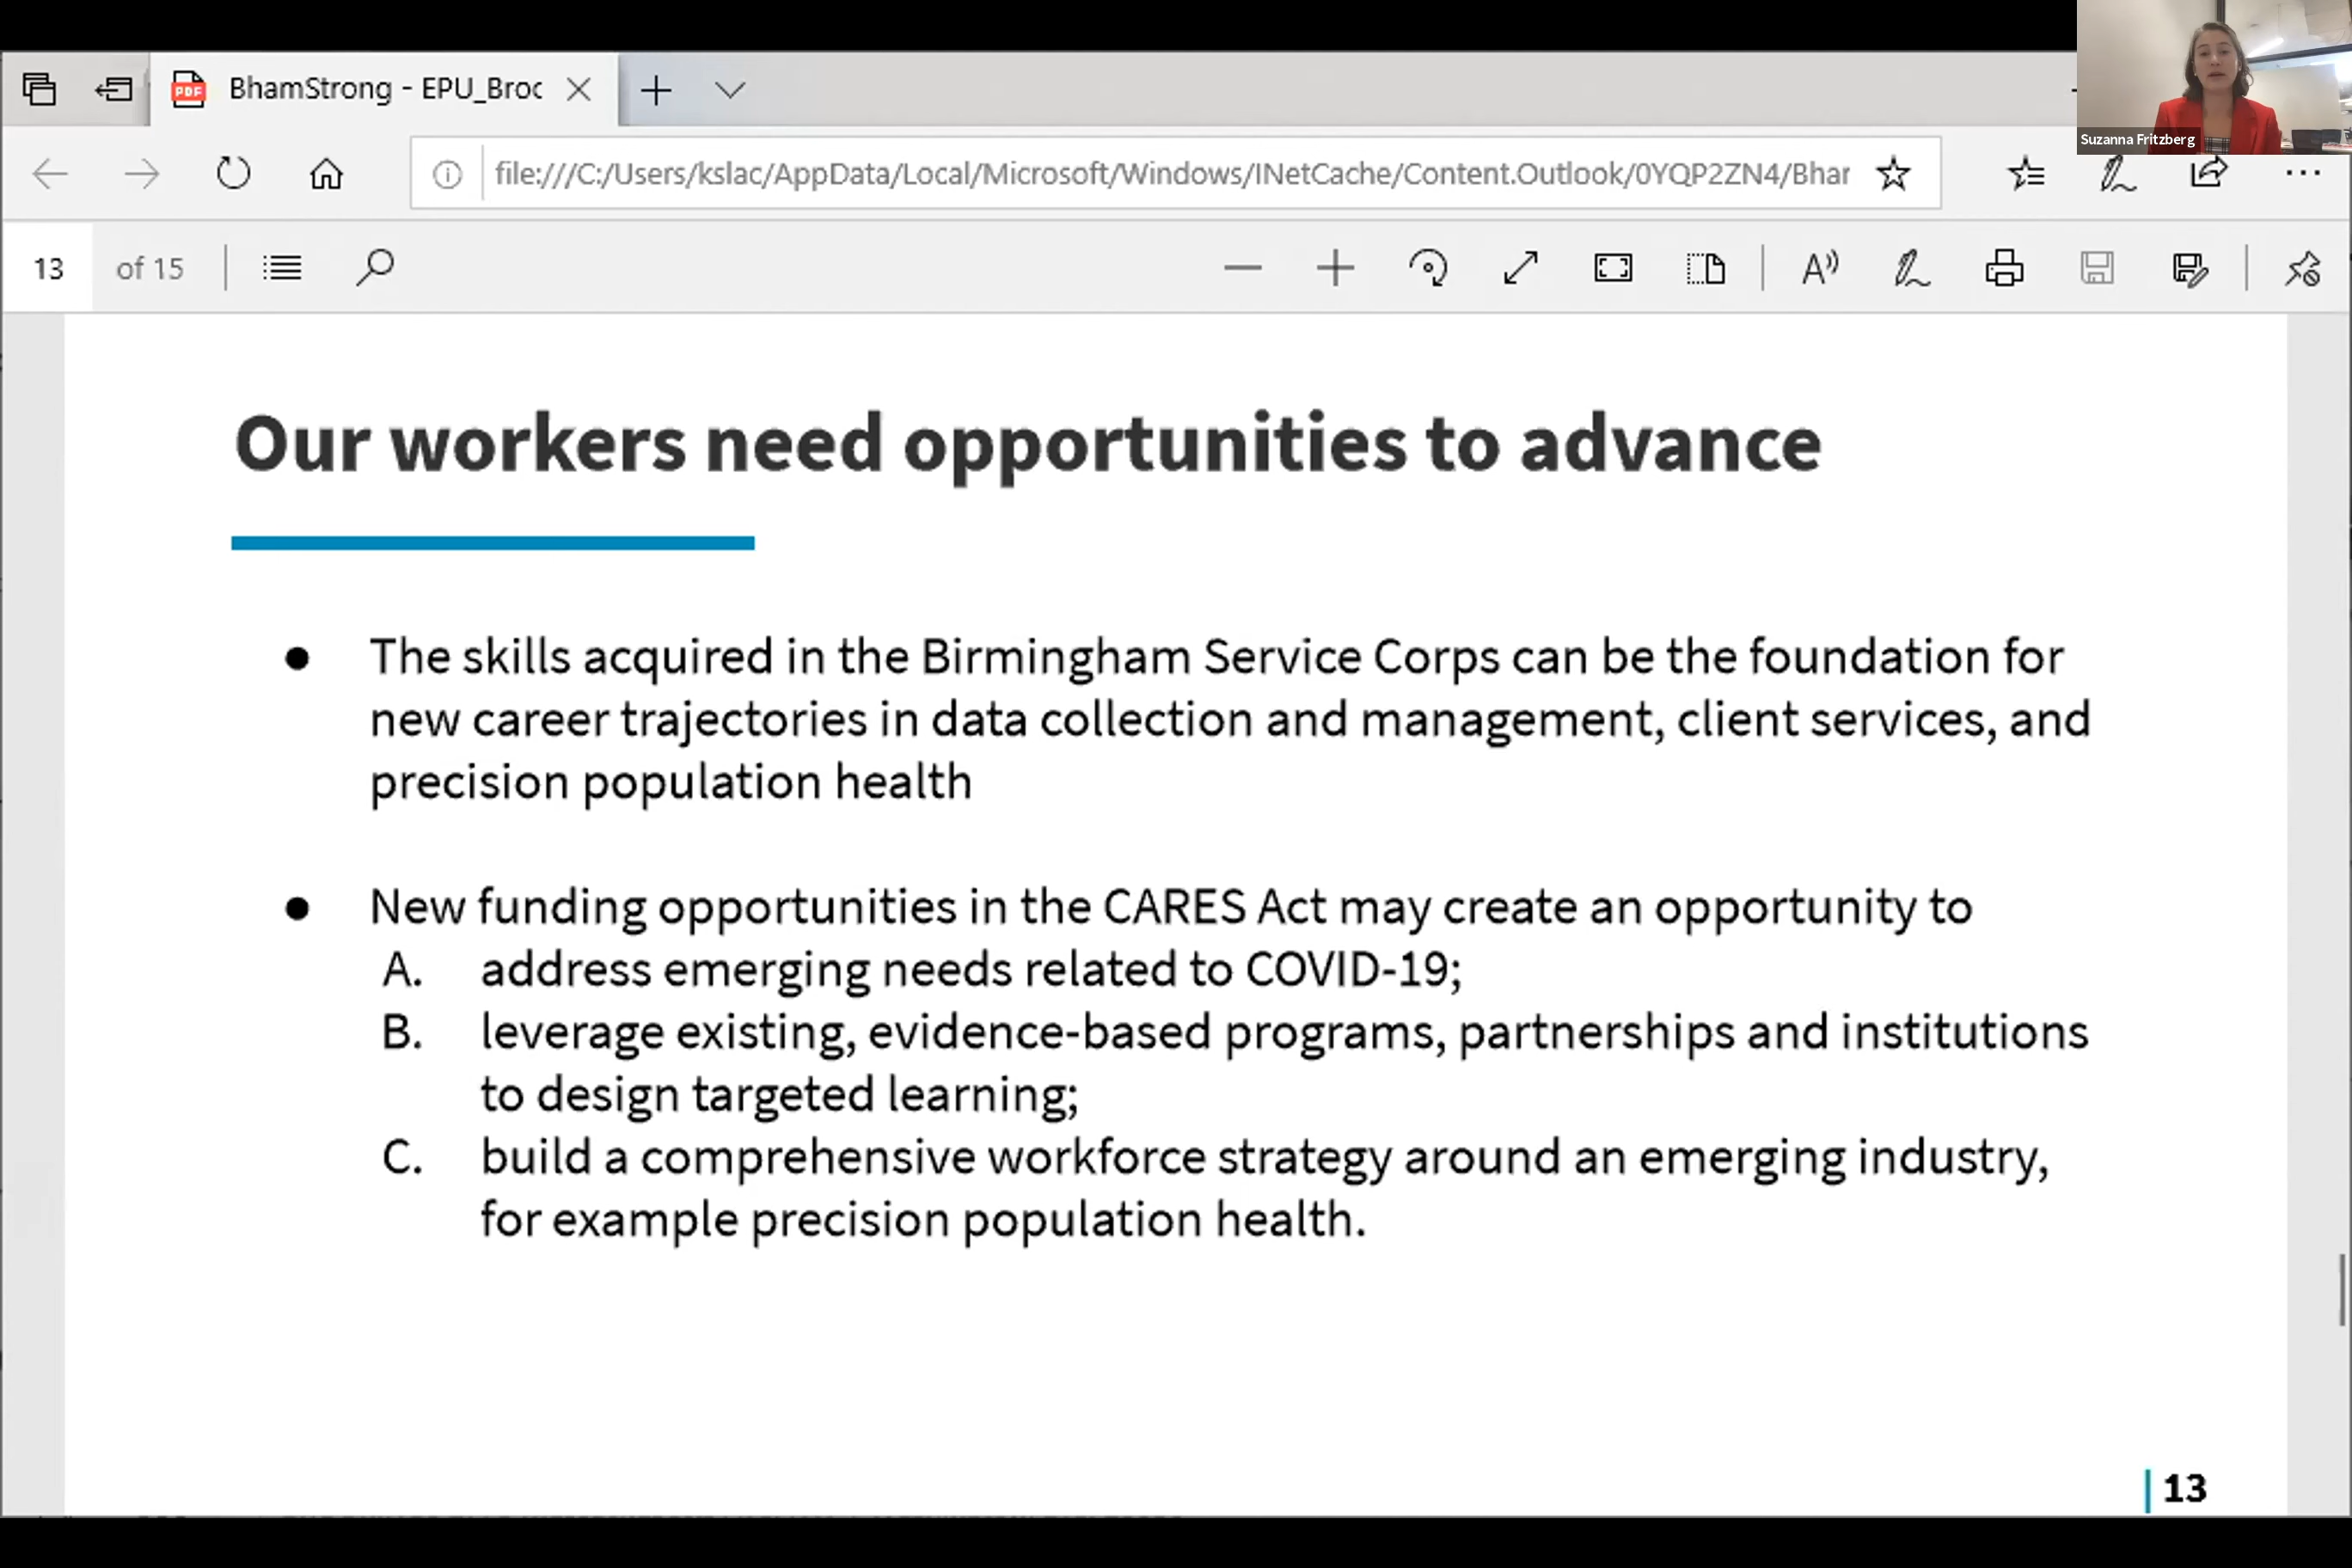 BhamStrong - EPU_Broc
Suzanna Fritzberg
file:///C:/Users/kslac/AppData/Local/Microsoft/Windows/INetCache/Content.Outlook/0YQP2ZN4/Bhar
13 of 15
Our workers need opportunities to advance
● The skills acquired in the Birmingham Service Corps can be the foundation for
new career trajectories in data collection and management, client services, and
precision population health
● New funding opportunities in the CARES Act may create an opportunity to
A. address emerging needs related to COVID-19;
B. leverage existing, evidence-based programs, partnerships and institutions
to design targeted learning;
C. build a comprehensive workforce strategy around an emerging industry,
for example precision population health.
13